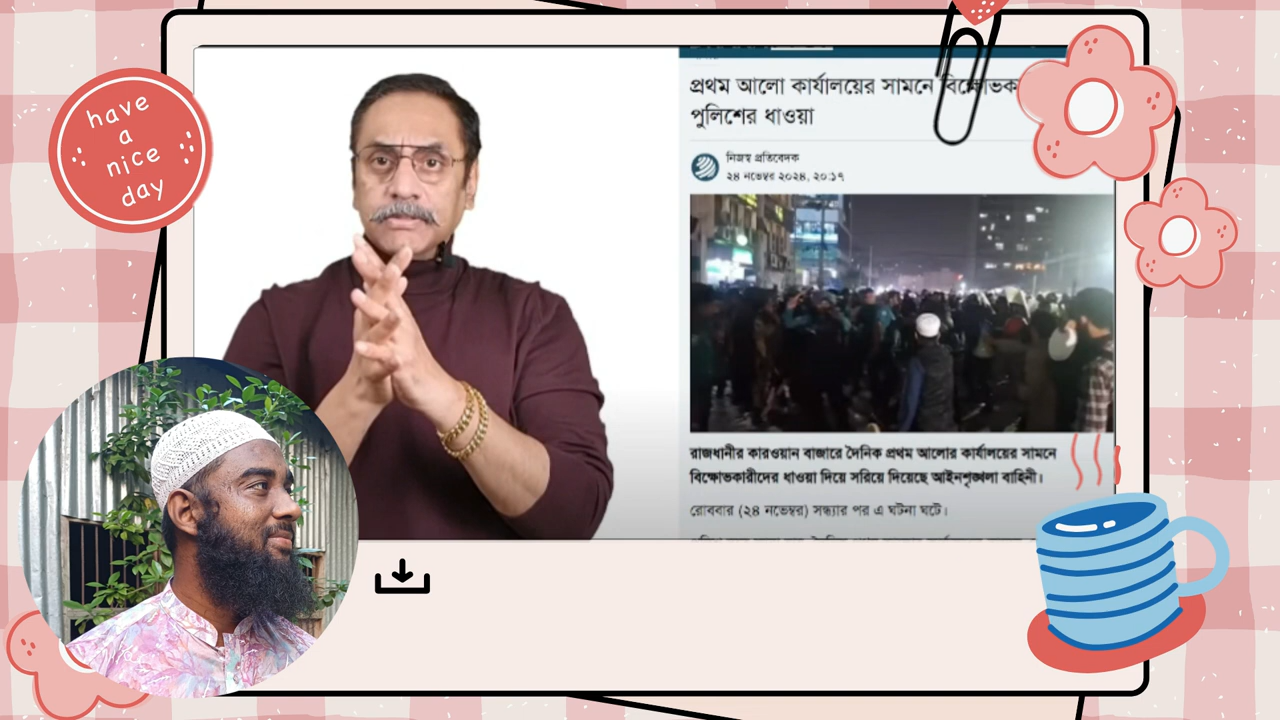 have
a
nice
day
প্রথম আলো কার্যালয়ের সামনে বিক্ষোভক
পুলিশের ধাওয়া
নিজস্ব প্রতিবেদক
২৪ নভেম্বর ২০২৪, ২০:১৭
রাজধানীর কারওয়ান বাজারে দৈনিক প্রথম আলোর কার্যালয়ের সামনে
বিক্ষোভকারীদের ধাওয়া দিয়ে সরিয়ে দিয়েছে আইনশৃঙ্খলা বাহিনী।
রোববার (২৪ নভেম্বর) সন্ধ্যার পর এ ঘটনা ঘটে।